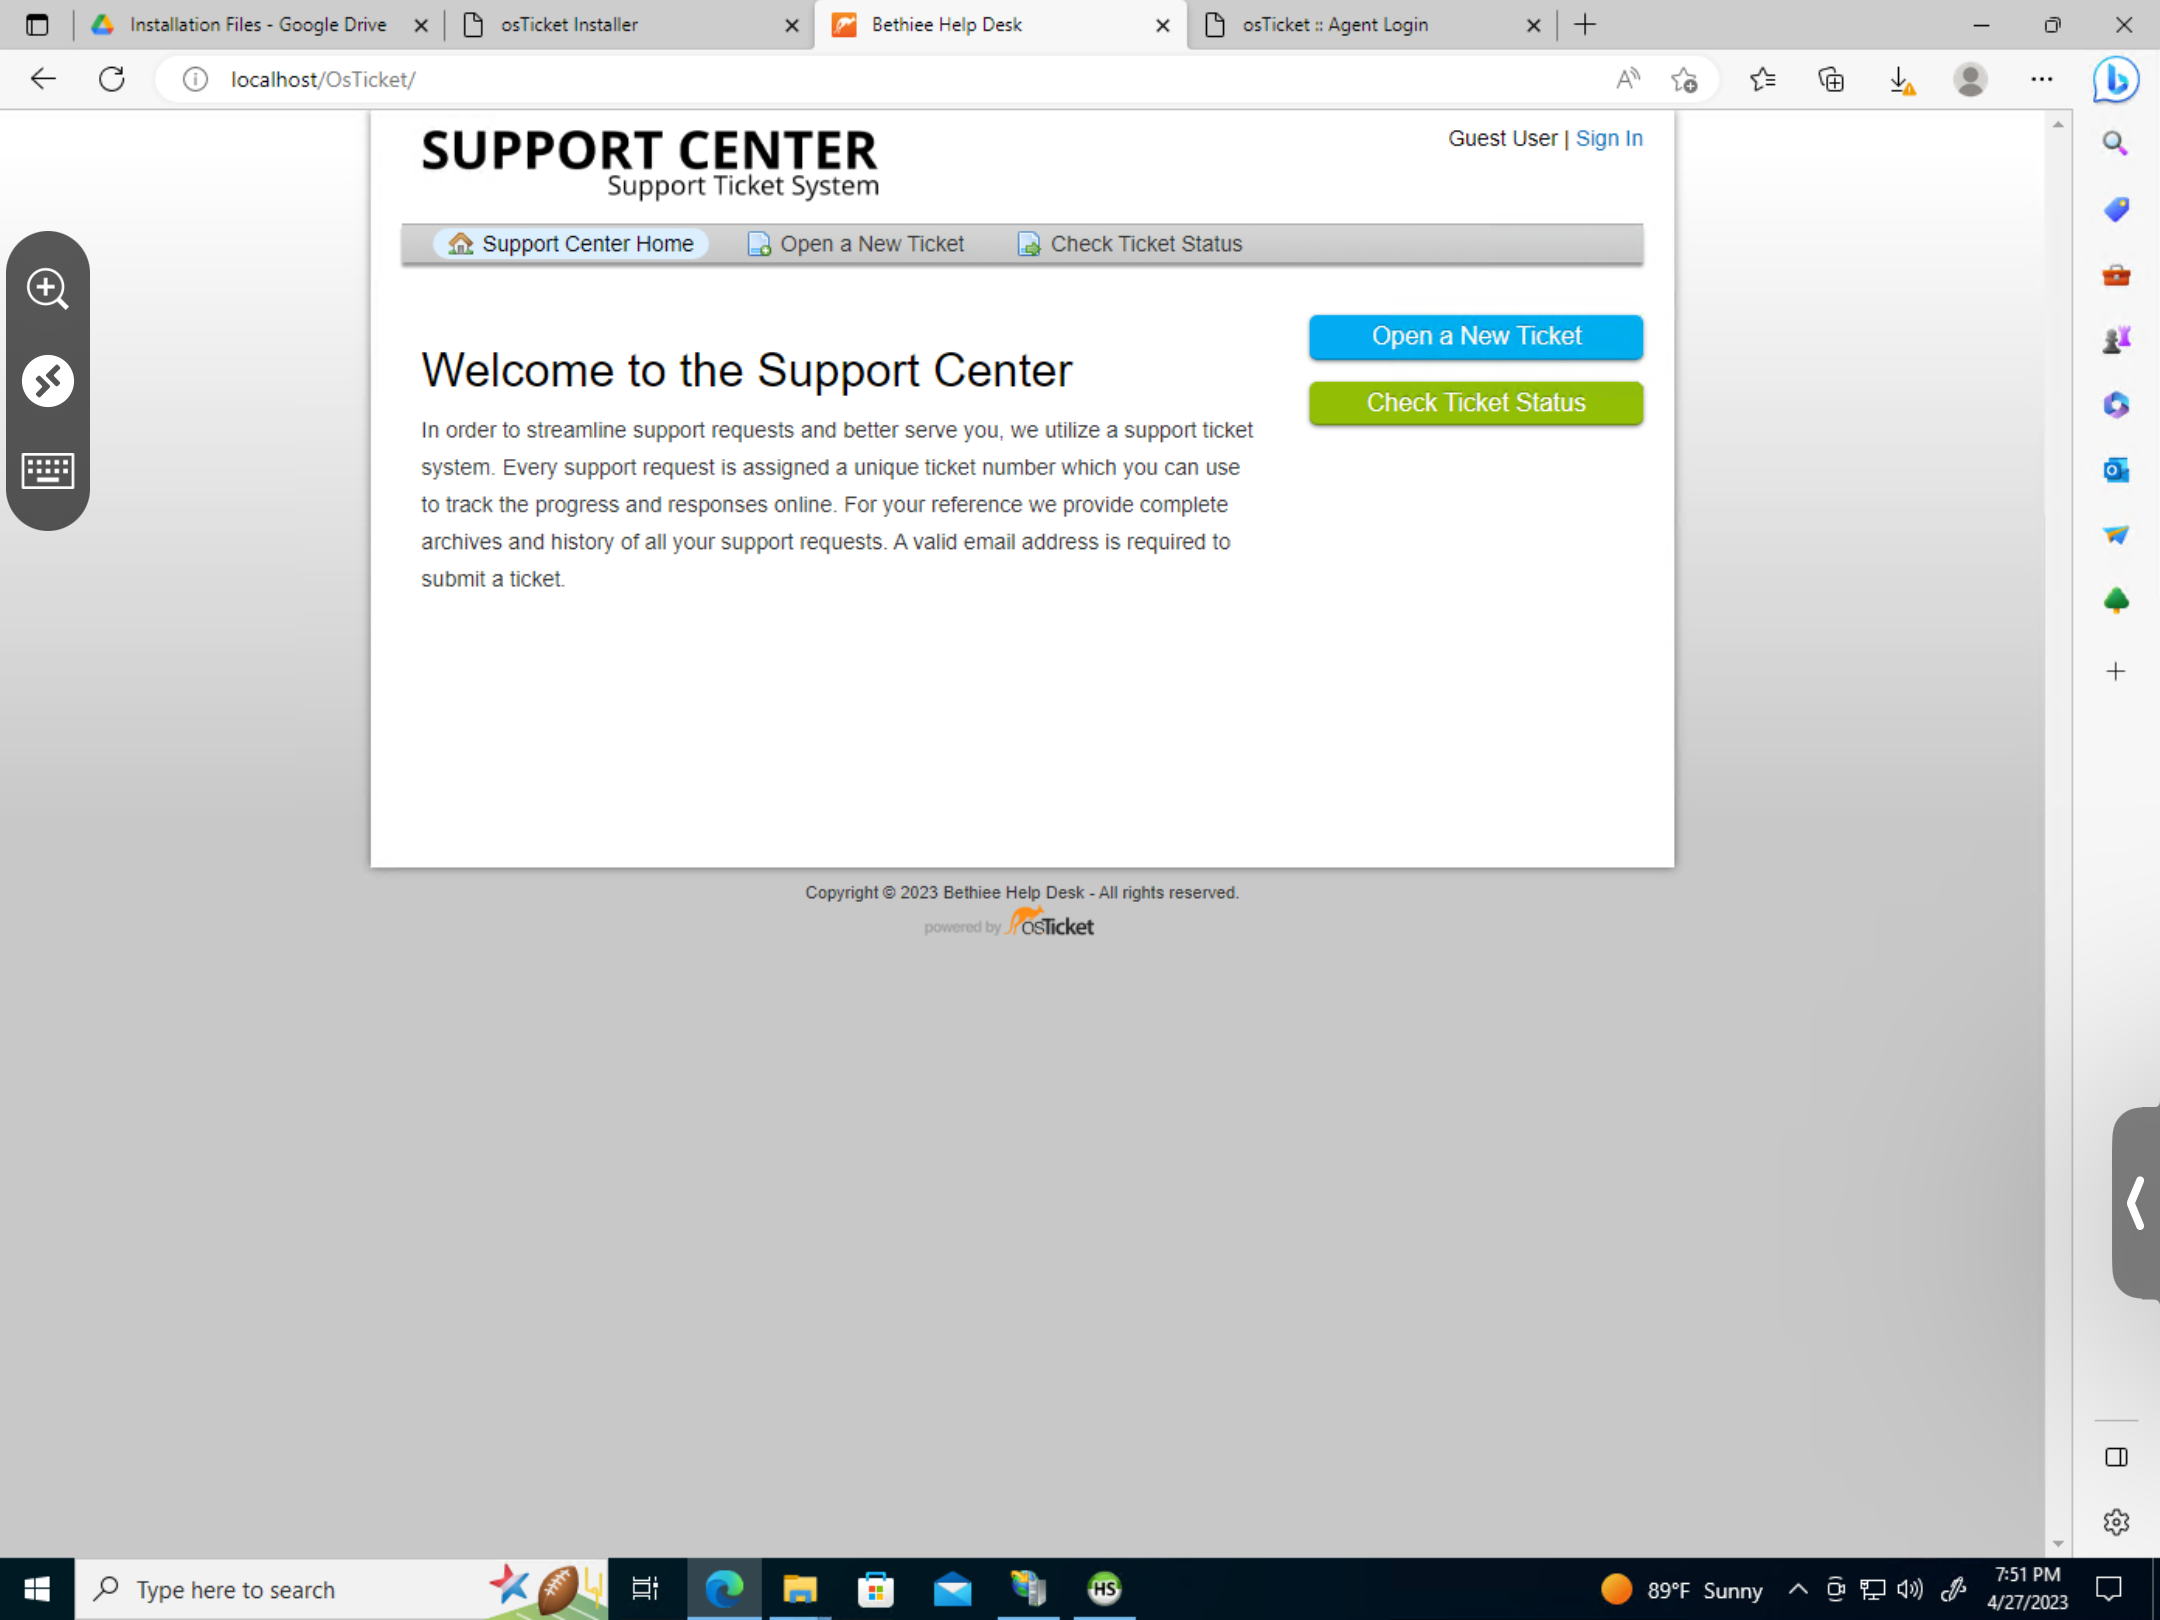 Installation Files - Google Drive
osTicket Installer
Bethiee Help Desk
osTicket :: Agent Login
localhost/OsTicket/
SUPPORT CENTER
Support Ticket System
Guest User | Sign In
Support Center Home
Open a New Ticket
Check Ticket Status
Open a New Ticket
Check Ticket Status
Welcome to the Support Center
In order to streamline support requests and better serve you, we utilize a support ticket
system. Every support request is assigned a unique ticket number which you can use
to track the progress and responses online. For your reference we provide complete
archives and history of all your support requests. A valid email address is required to
submit a ticket.
Copyright © 2023 Bethiee Help Desk - All rights reserved.
powered by osTicket
Type here to search
HS
89°F Sunny
7:51 PM
4/27/2023